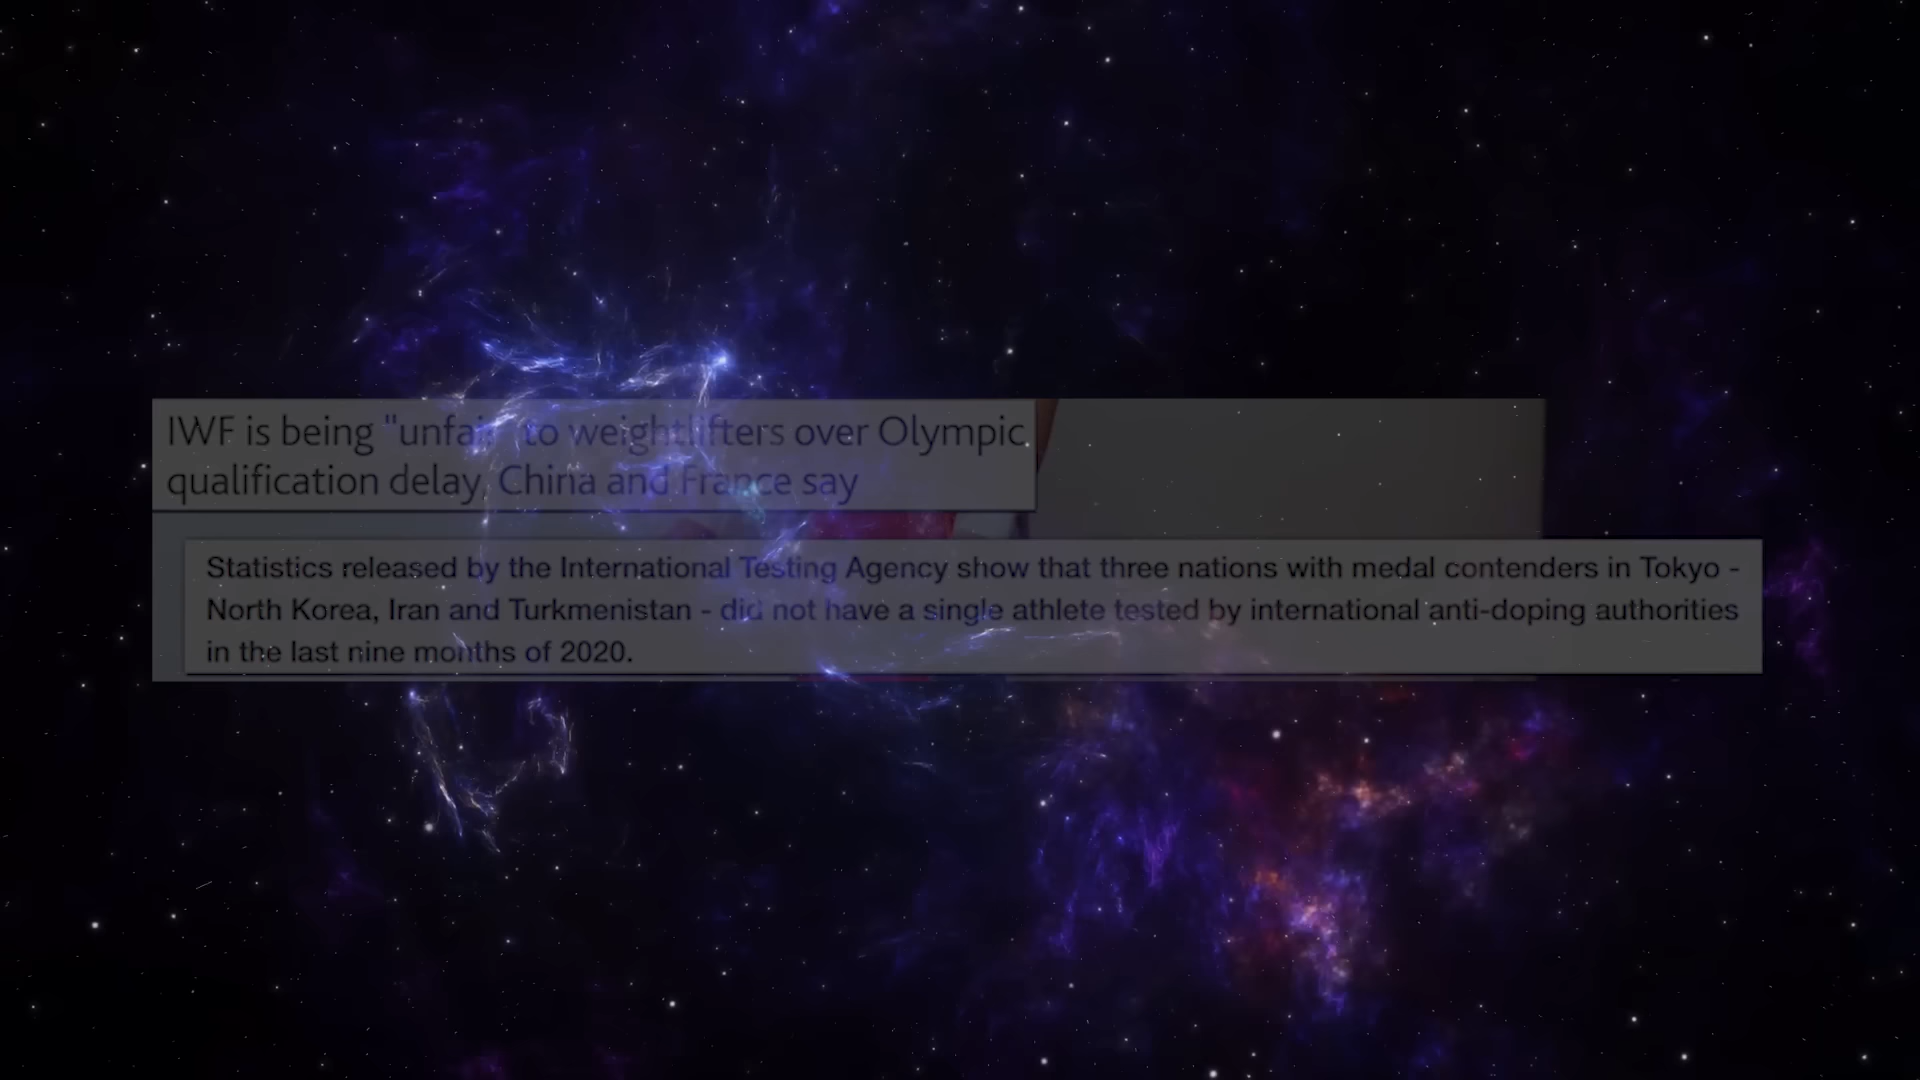 IWF is being "unfair" to weightlifters over Olympic
qualification delay, China and France say
Statistics released by the International Testing Agency show that three nations with medal contenders in Tokyo -
North Korea, Iran and Turkmenistan - did not have a single athlete tested by international anti-doping authorities
in the last nine months of 2020.